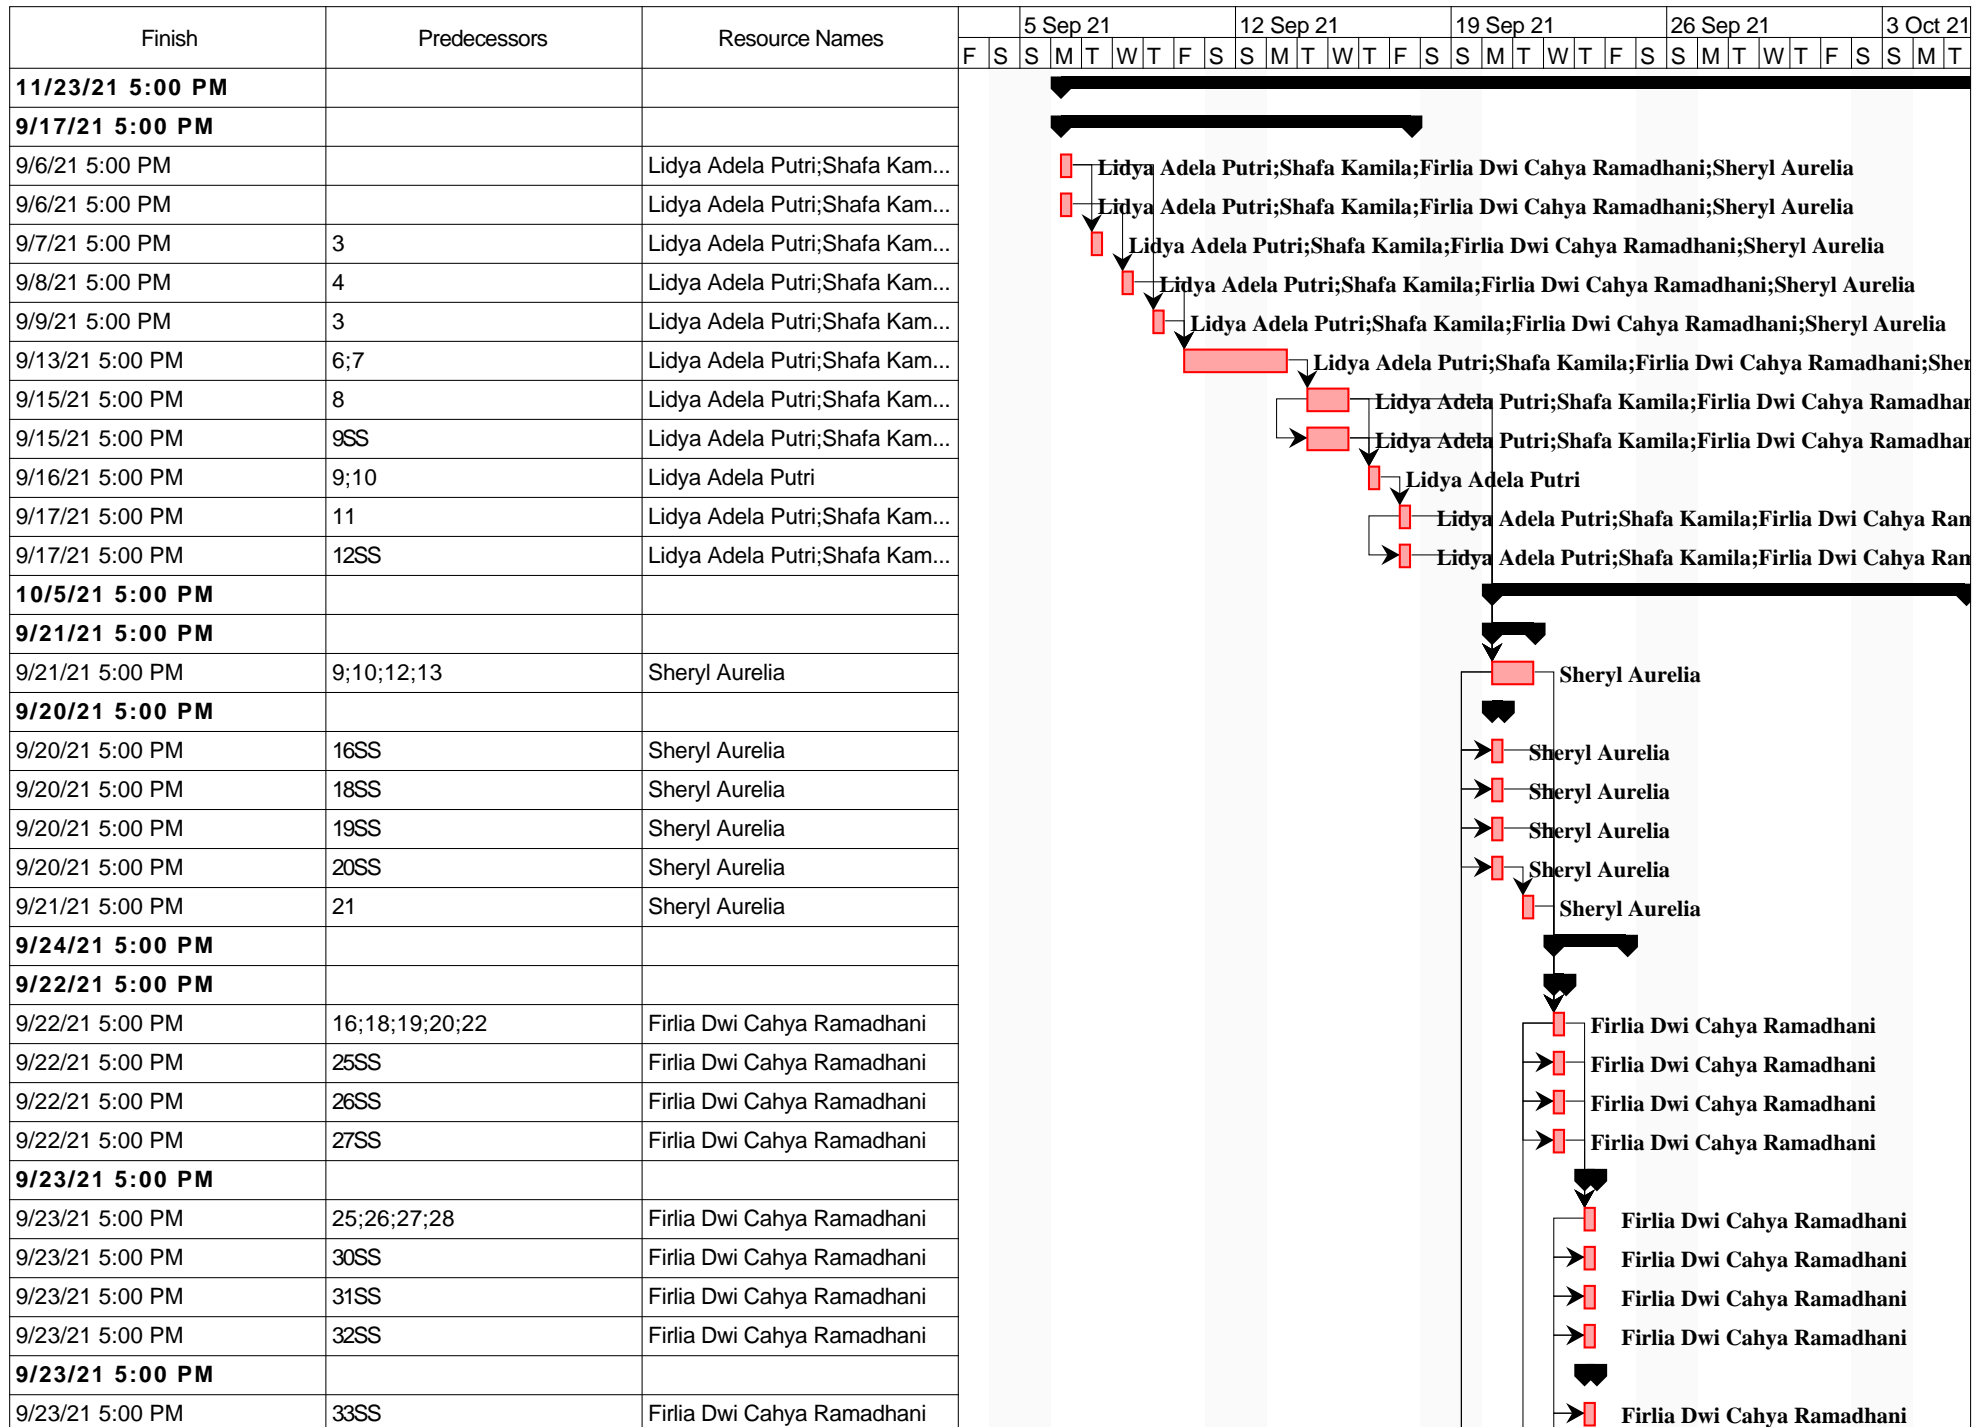 Finish Predecessors Resource Names 5 Sep 21 12 Sep 21 19 Sep 21 26 Sep 21 3 Oct 21
F S S M T W T F S S M T W T F S S M T W T F S S M T W T F S S M T
11/23/21 5:00 PM
9/17/21 5:00 PM
9/6/21 5:00 PM Lidya Adela Putri;Shafa Kam... Lidya Adela Putri;Shafa Kamila;Firlia Dwi Cahya Ramadhani;Sheryl Aurelia
9/6/21 5:00 PM Lidya Adela Putri;Shafa Kam... Lidya Adela Putri;Shafa Kamila;Firlia Dwi Cahya Ramadhani;Sheryl Aurelia
9/7/21 5:00 PM 3 Lidya Adela Putri;Shafa Kam... Lidya Adela Putri;Shafa Kamila;Firlia Dwi Cahya Ramadhani;Sheryl Aurelia
9/8/21 5:00 PM 4 Lidya Adela Putri;Shafa Kam... Lidya Adela Putri;Shafa Kamila;Firlia Dwi Cahya Ramadhani;Sheryl Aurelia
9/9/21 5:00 PM 3 Lidya Adela Putri;Shafa Kam... Lidya Adela Putri;Shafa Kamila;Firlia Dwi Cahya Ramadhani;Sheryl Aurelia
9/13/21 5:00 PM 6;7 Lidya Adela Putri;Shafa Kam... Lidya Adela Putri;Shafa Kamila;Firlia Dwi Cahya Ramadhani;Sher
9/15/21 5:00 PM 8 Lidya Adela Putri;Shafa Kam... Lidya Adela Putri;Shafa Kamila;Firlia Dwi Cahya Ramadhan
9/15/21 5:00 PM 9SS Lidya Adela Putri;Shafa Kam... Lidya Adela Putri;Shafa Kamila;Firlia Dwi Cahya Ramadhan
9/16/21 5:00 PM 9;10 Lidya Adela Putri Lidya Adela Putri
9/17/21 5:00 PM 11 Lidya Adela Putri;Shafa Kam... Lidya Adela Putri;Shafa Kamila;Firlia Dwi Cahya Ram
9/17/21 5:00 PM 12SS Lidya Adela Putri;Shafa Kam... Lidya Adela Putri;Shafa Kamila;Firlia Dwi Cahya Ram
10/5/21 5:00 PM
9/21/21 5:00 PM
9/21/21 5:00 PM 9;10;12;13 Sheryl Aurelia Sheryl Aurelia
9/20/21 5:00 PM
9/20/21 5:00 PM 16SS Sheryl Aurelia Sheryl Aurelia
9/20/21 5:00 PM 18SS Sheryl Aurelia Sheryl Aurelia
9/20/21 5:00 PM 19SS Sheryl Aurelia Sheryl Aurelia
9/20/21 5:00 PM 20SS Sheryl Aurelia Sheryl Aurelia
9/21/21 5:00 PM 21 Sheryl Aurelia Sheryl Aurelia
9/24/21 5:00 PM
9/22/21 5:00 PM
9/22/21 5:00 PM 16;18;19;20;22 Firlia Dwi Cahya Ramadhani Firlia Dwi Cahya Ramadhani
9/22/21 5:00 PM 25SS Firlia Dwi Cahya Ramadhani Firlia Dwi Cahya Ramadhani
9/22/21 5:00 PM 26SS Firlia Dwi Cahya Ramadhani Firlia Dwi Cahya Ramadhani
9/22/21 5:00 PM 27SS Firlia Dwi Cahya Ramadhani Firlia Dwi Cahya Ramadhani
9/23/21 5:00 PM
9/23/21 5:00 PM 25;26;27;28 Firlia Dwi Cahya Ramadhani Firlia Dwi Cahya Ramadhani
9/23/21 5:00 PM 30SS Firlia Dwi Cahya Ramadhani Firlia Dwi Cahya Ramadhani
9/23/21 5:00 PM 31SS Firlia Dwi Cahya Ramadhani Firlia Dwi Cahya Ramadhani
9/23/21 5:00 PM 32SS Firlia Dwi Cahya Ramadhani Firlia Dwi Cahya Ramadhani
9/23/21 5:00 PM
9/23/21 5:00 PM 33SS Firlia Dwi Cahya Ramadhani Firlia Dwi Cahya Ramadhani